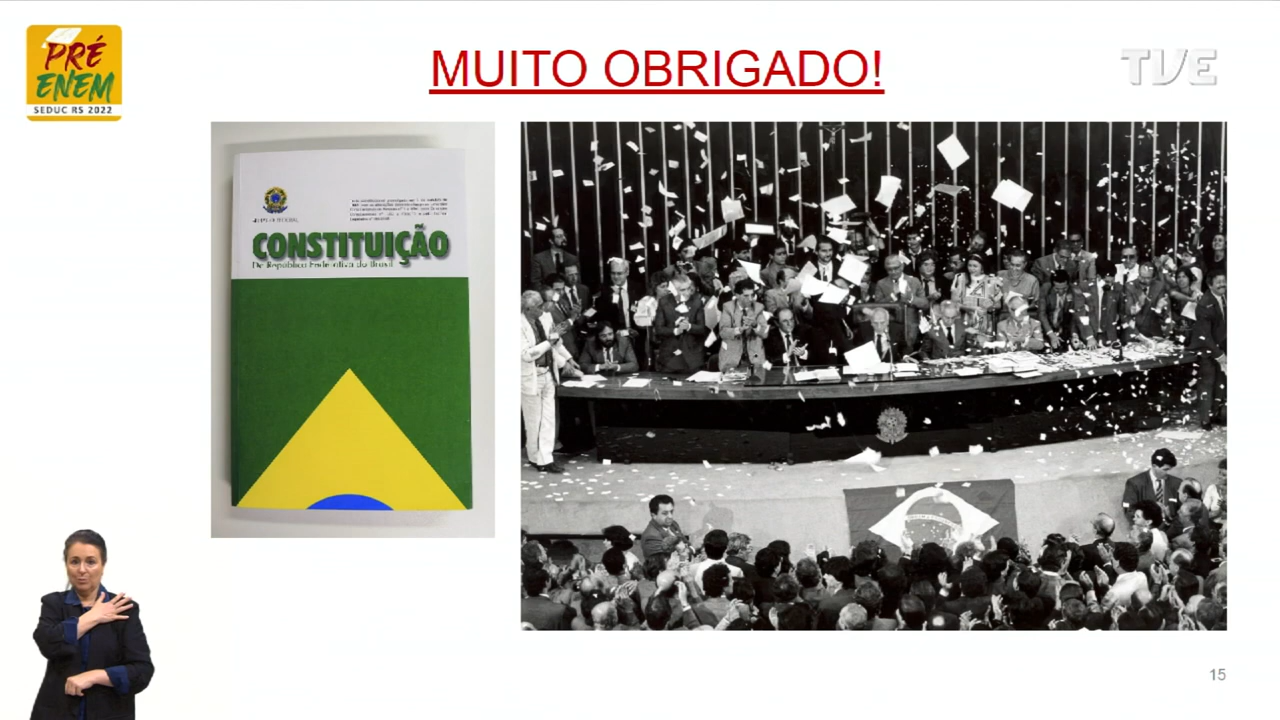 PRÉ
ENEM
SEDUC RS 2022
MUITO OBRIGADO!
TVE
CONSTITUIÇÃO
Da República Federativa do Brasil
15